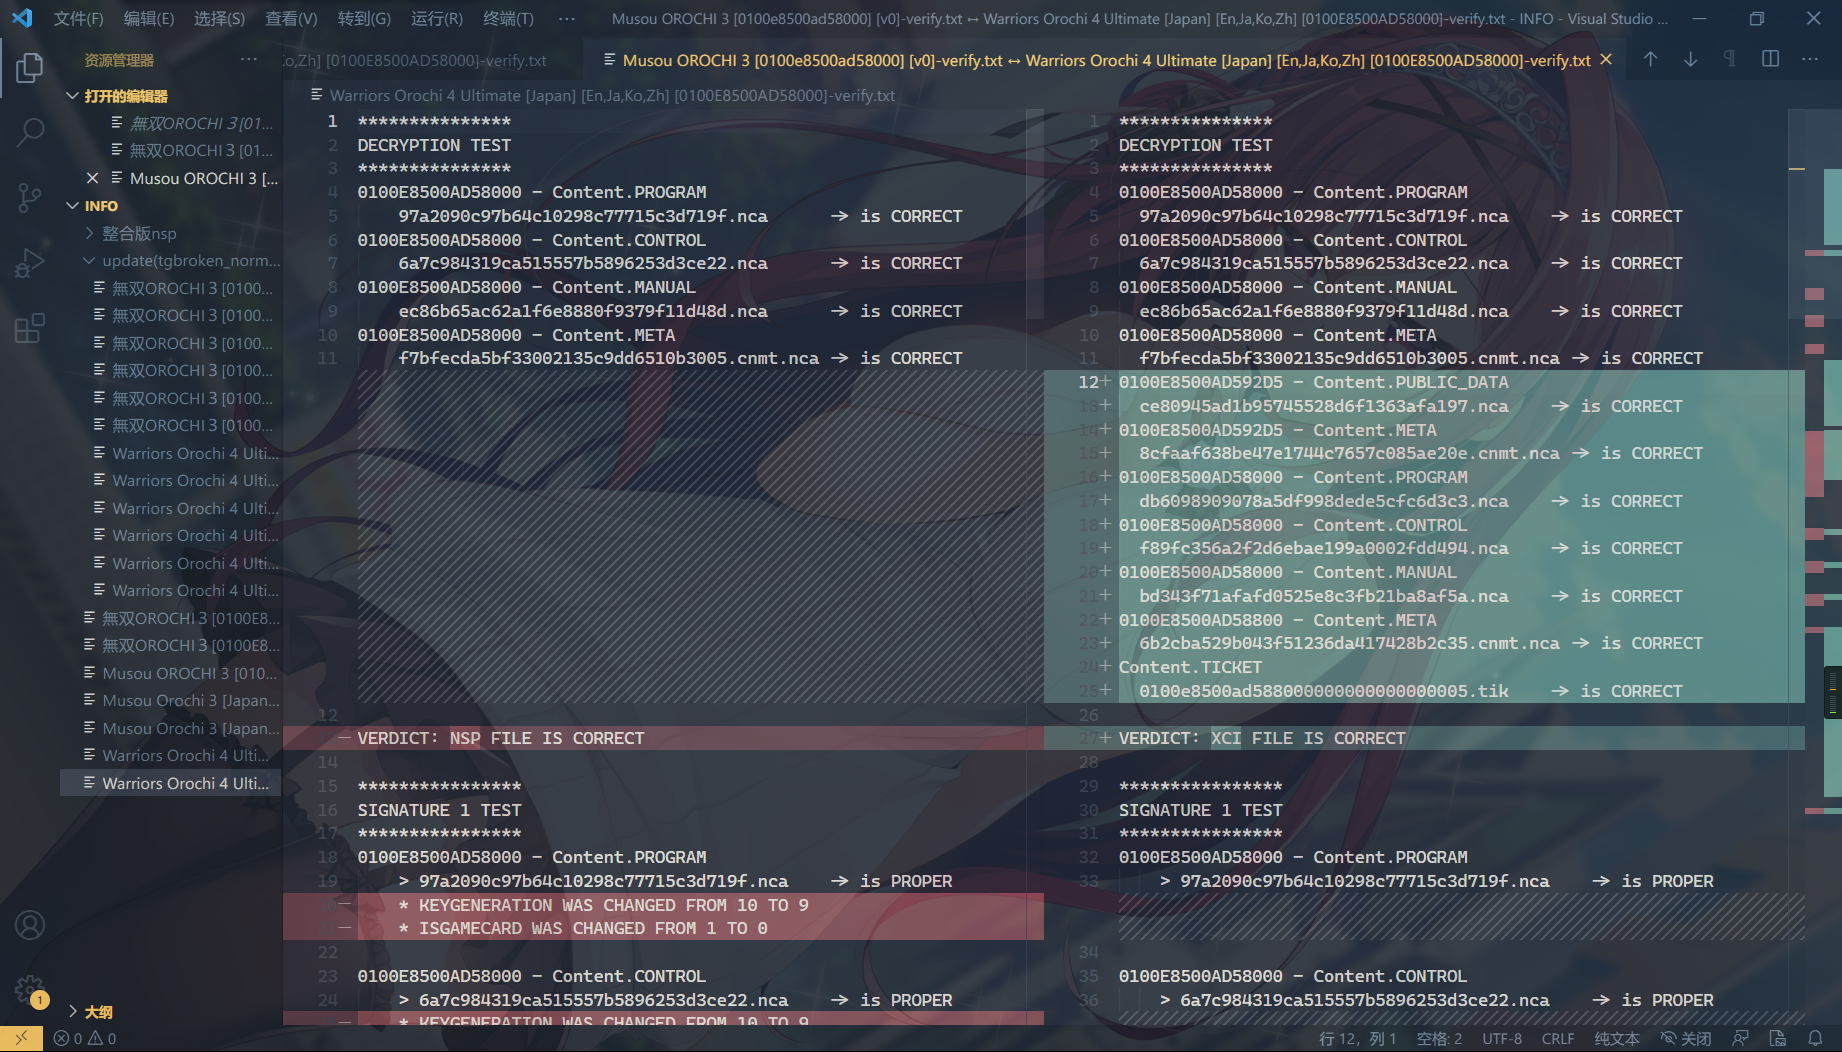 文件(F) 编辑(E) 选择(S) 查看(V) 转到(G) 运行(R) 终端(T) ··· Musou OROCHI 3 [0100e8500ad58000] [v0]-verify.txt ↔ Warriors Orochi 4 Ultimate [Japan] [En,Ja,Ko,Zh] [0100E8500AD58000]-verify.txt - INFO - Visual Studio ...
资源管理器 ···
o,Zh] [0100E8500AD58000]-verify.txt
Musou OROCHI 3 [0100e8500ad58000] [v0]-verify.txt ↔ Warriors Orochi 4 Ultimate [Japan] [En,Ja,Ko,Zh] [0100E8500AD58000]-verify.txt
打开的编辑器
無双OROCHI 3 [01...
無双OROCHI 3 [01...
Musou OROCHI 3 [...
INFO
整合版nsp
update(tgbroken_norm...
無双OROCHI 3 [0100...
無双OROCHI 3 [0100...
無双OROCHI 3 [0100...
無双OROCHI 3 [0100...
無双OROCHI 3 [0100...
無双OROCHI 3 [0100...
Warriors Orochi 4 Ulti...
Warriors Orochi 4 Ulti...
Warriors Orochi 4 Ulti...
Warriors Orochi 4 Ulti...
Warriors Orochi 4 Ulti...
Warriors Orochi 4 Ulti...
無双OROCHI 3 [0100E8...
無双OROCHI 3 [0100E8...
Musou OROCHI 3 [010...
Musou Orochi 3 [Japan...
Musou Orochi 3 [Japan...
Warriors Orochi 4 Ulti...
Warriors Orochi 4 Ulti...
大纲
Warriors Orochi 4 Ultimate [Japan] [En,Ja,Ko,Zh] [0100E8500AD58000]-verify.txt
1 ***************
2 DECRYPTION TEST
3 ***************
4 0100E8500AD58000 - Content.PROGRAM
5 97a2090c97b64c10298c77715c3d719f.nca -> is CORRECT
6 0100E8500AD58000 - Content.CONTROL
7 6a7c984319ca515557b5896253d3ce22.nca -> is CORRECT
8 0100E8500AD58000 - Content.MANUAL
9 ec86b65ac62a1f6e8880f9379f11d48d.nca -> is CORRECT
10 0100E8500AD58000 - Content.META
11 f7bfecda5bf33002135c9dd6510b3005.cnmt.nca -> is CORRECT
12
VERDICT: NSP FILE IS CORRECT
14
15 ****************
16 SIGNATURE 1 TEST
17 ****************
18 0100E8500AD58000 - Content.PROGRAM
19 > 97a2090c97b64c10298c77715c3d719f.nca -> is PROPER
* KEYGENERATION WAS CHANGED FROM 10 TO 9
* ISGAMECARD WAS CHANGED FROM 1 TO 0
22
23 0100E8500AD58000 - Content.CONTROL
24 > 6a7c984319ca515557b5896253d3ce22.nca -> is PROPER
* KEYGENERATION WAS CHANGED FROM 10 TO 9
1 ***************
2 DECRYPTION TEST
3 ***************
4 0100E8500AD58000 - Content.PROGRAM
5 97a2090c97b64c10298c77715c3d719f.nca -> is CORRECT
6 0100E8500AD58000 - Content.CONTROL
7 6a7c984319ca515557b5896253d3ce22.nca -> is CORRECT
8 0100E8500AD58000 - Content.MANUAL
9 ec86b65ac62a1f6e8880f9379f11d48d.nca -> is CORRECT
10 0100E8500AD58000 - Content.META
11 f7bfecda5bf33002135c9dd6510b3005.cnmt.nca -> is CORRECT
12+ 0100E8500AD592D5 - Content.PUBLIC_DATA
13+ ce80945ad1b95745528d6f1363afa197.nca -> is CORRECT
14+ 0100E8500AD592D5 - Content.META
15+ 8cfaaf638be47e1744c7657c085ae20e.cnmt.nca -> is CORRECT
16+ 0100E8500AD58000 - Content.PROGRAM
17+ db6098909078a5df998dede5cfc6d3c3.nca -> is CORRECT
18+ 0100E8500AD58000 - Content.CONTROL
19+ f89fc356a2f2d6ebae199a0002fdd494.nca -> is CORRECT
20+ 0100E8500AD58000 - Content.MANUAL
21+ bd343f71afafd0525e8c3fb21ba8af5a.nca -> is CORRECT
22+ 0100E8500AD58800 - Content.META
23+ 6b2cba529b043f51236da417428b2c35.cnmt.nca -> is CORRECT
24+ Content.TICKET
25+ 0100e8500ad588000000000000000005.tik -> is CORRECT
26
27+ VERDICT: XCI FILE IS CORRECT
28
29 ****************
30 SIGNATURE 1 TEST
31 ****************
32 0100E8500AD58000 - Content.PROGRAM
33 > 97a2090c97b64c10298c77715c3d719f.nca -> is PROPER
34
35 0100E8500AD58000 - Content.CONTROL
36 > 6a7c984319ca515557b5896253d3ce22.nca -> is PROPER
1
0 0 行 12，列 1 空格: 2 UTF-8 CRLF 纯文本 关闭